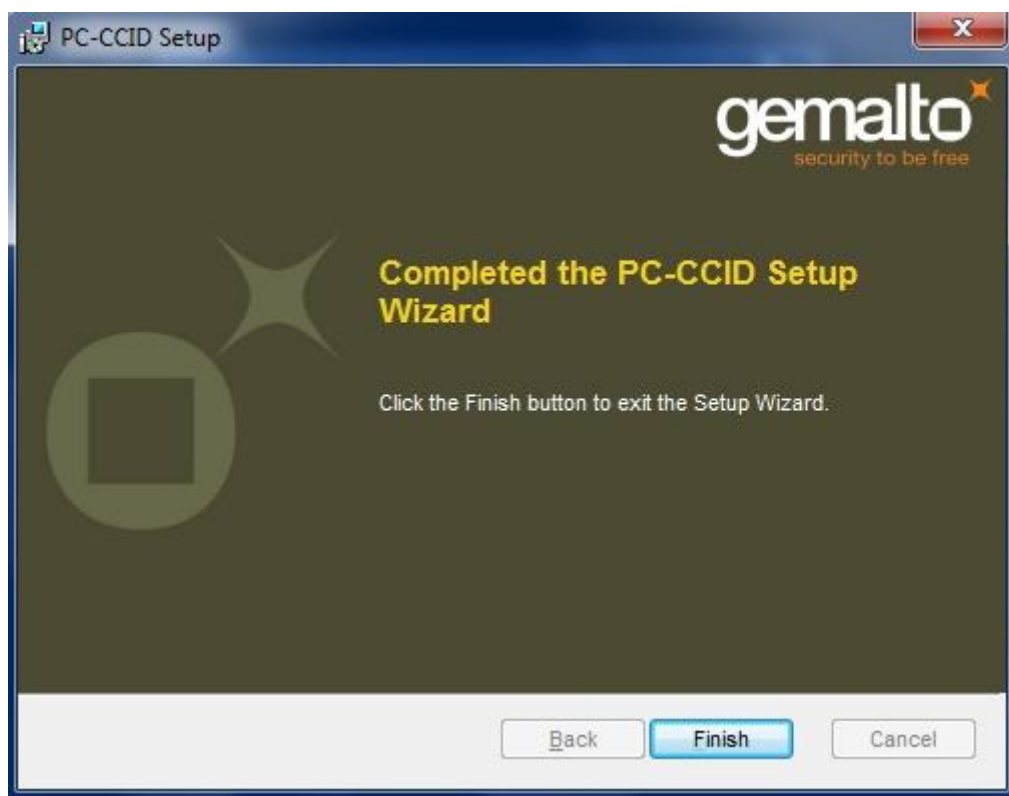 PC-CCID Setup
gemalto
security to be free
Completed the PC-CCID Setup
Wizard
Click the Finish button to exit the Setup Wizard.
Back Finish Cancel